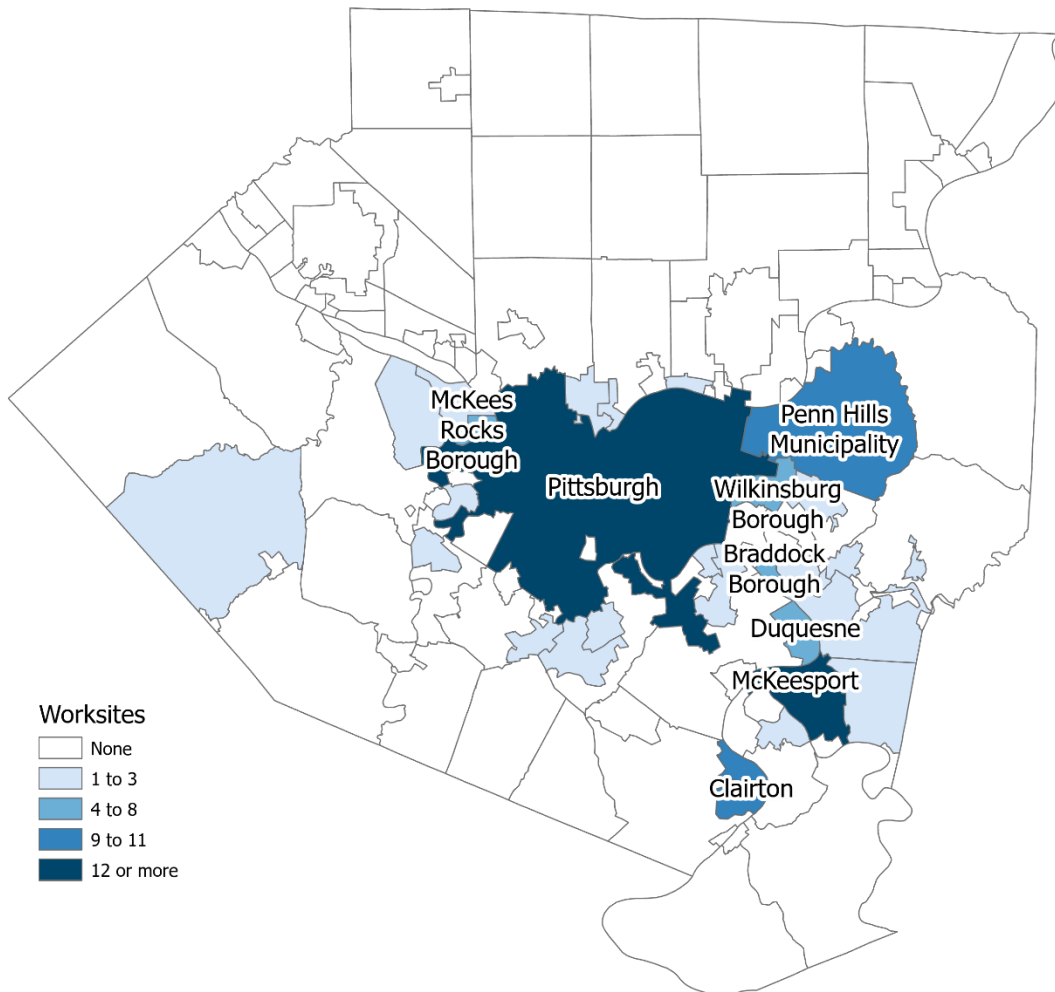 McKees
Rocks
Borough
Pittsburgh
Penn Hills
Municipality
Wilkinsburg
Borough
Braddock
Borough
Duquesne
McKeesport
Clairton
Worksites
None
1 to 3
4 to 8
9 to 11
12 or more